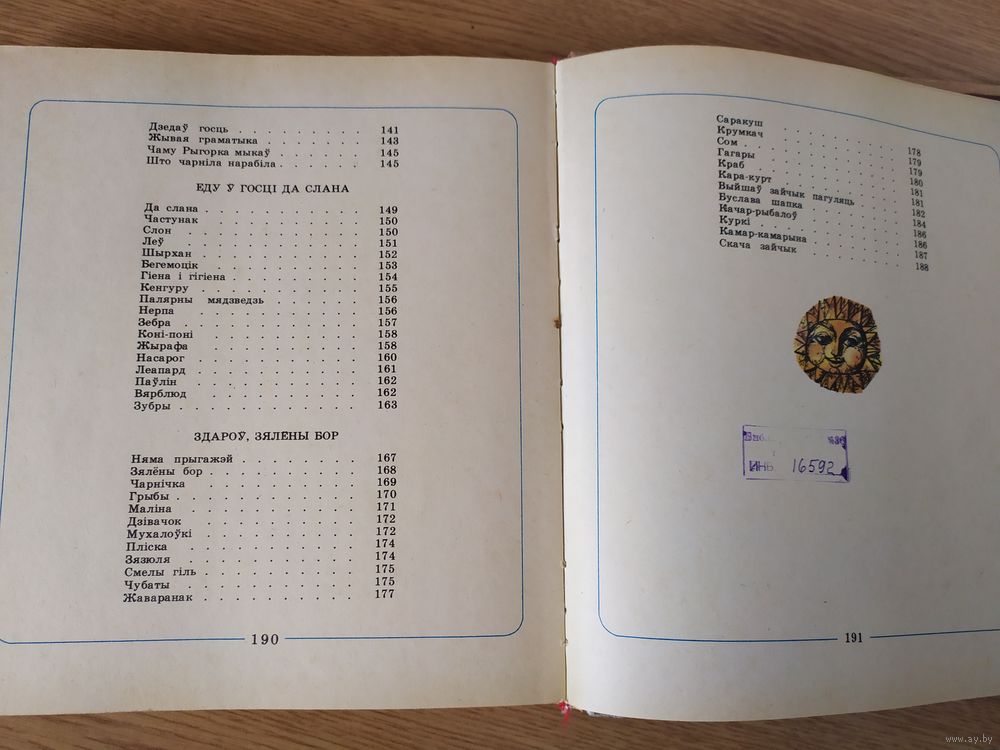 Дзедаў госць . . . . . . . . . 141
Жывая граматыка . . . . . . . 143
Чаму Рыгорка мыкаў . . . . . . 145
Што чарніла нарабіла . . . . . 145
ЕДУ Ў ГОСЦІ ДА СЛАНА
Да слана . . . . . . . . . . 149
Частунак . . . . . . . . . . 150
Слон . . . . . . . . . . . 150
Леў . . . . . . . . . . . 151
Шырхан . . . . . . . . . . 152
Бегемоцік . . . . . . . . . 153
Гіена і гігіена . . . . . . . . 154
Кенгуру . . . . . . . . . . 155
Палярны мядзведзь . . . . . . 156
Нерпа . . . . . . . . . . 156
Зебра . . . . . . . . . . . 157
Коні-поні . . . . . . . . . 158
Жырафа . . . . . . . . . . 158
Насарог . . . . . . . . . . 160
Леапард . . . . . . . . . . 161
Паўлін . . . . . . . . . . 162
Вярблюд . . . . . . . . . 162
Зубры . . . . . . . . . . . 163
ЗДАРОЎ, ЗЯЛЁНЫ БОР
Няма прыгажэй . . . . . . . . 167
Зялёны бор . . . . . . . . . 168
Чарнічка . . . . . . . . . 169
Грыбы . . . . . . . . . . . 170
Маліна . . . . . . . . . . 171
Дзівачок . . . . . . . . . . 172
Мухалоўкі . . . . . . . . . 172
Пліска . . . . . . . . . . 174
Зязюля . . . . . . . . . . 174
Смелы гіль . . . . . . . . . 175
Чубаты . . . . . . . . . . 175
Жаваранак . . . . . . . . . 177
190
Саракуш . . . . . . . . 178
Крумкач . . . . . . . . 179
Сом . . . . . . . . . . 179
Гагары . . . . . . . . . 180
Краб . . . . . . . . . 181
Кара-курт . . . . . . . . 181
Выйшаў зайчык пагуляць . . . . 182
Буслава шапка . . . . . . . 184
Качар-рыбалоў . . . . . . . 186
Куркі . . . . . . . . . 186
Камар-камарына . . . . . . . 187
Скача зайчык . . . . . . . 188
ИНВ. 16592
191
www.ay.by